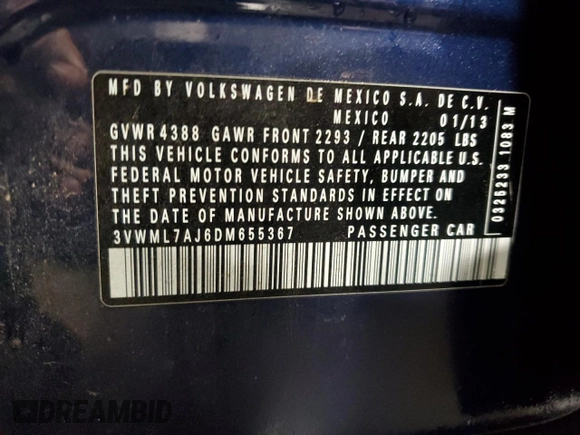 MFD BY VOLKSWAGEN DE MEXICO S.A. DE C.V.
MEXICO 01/13
GVWR 4388 GAWR FRONT 2293 / REAR 2205 LBS
THIS VEHICLE CONFORMS TO ALL APPLICABLE U.S.
FEDERAL MOTOR VEHICLE SAFETY, BUMPER AND
THEFT PREVENTION STANDARDS IN EFFECT ON
THE DATE OF MANUFACTURE SHOWN ABOVE.
3VWML7AJ6DM655367 PASSENGER CAR
0325233 1083 M
DREAMBID